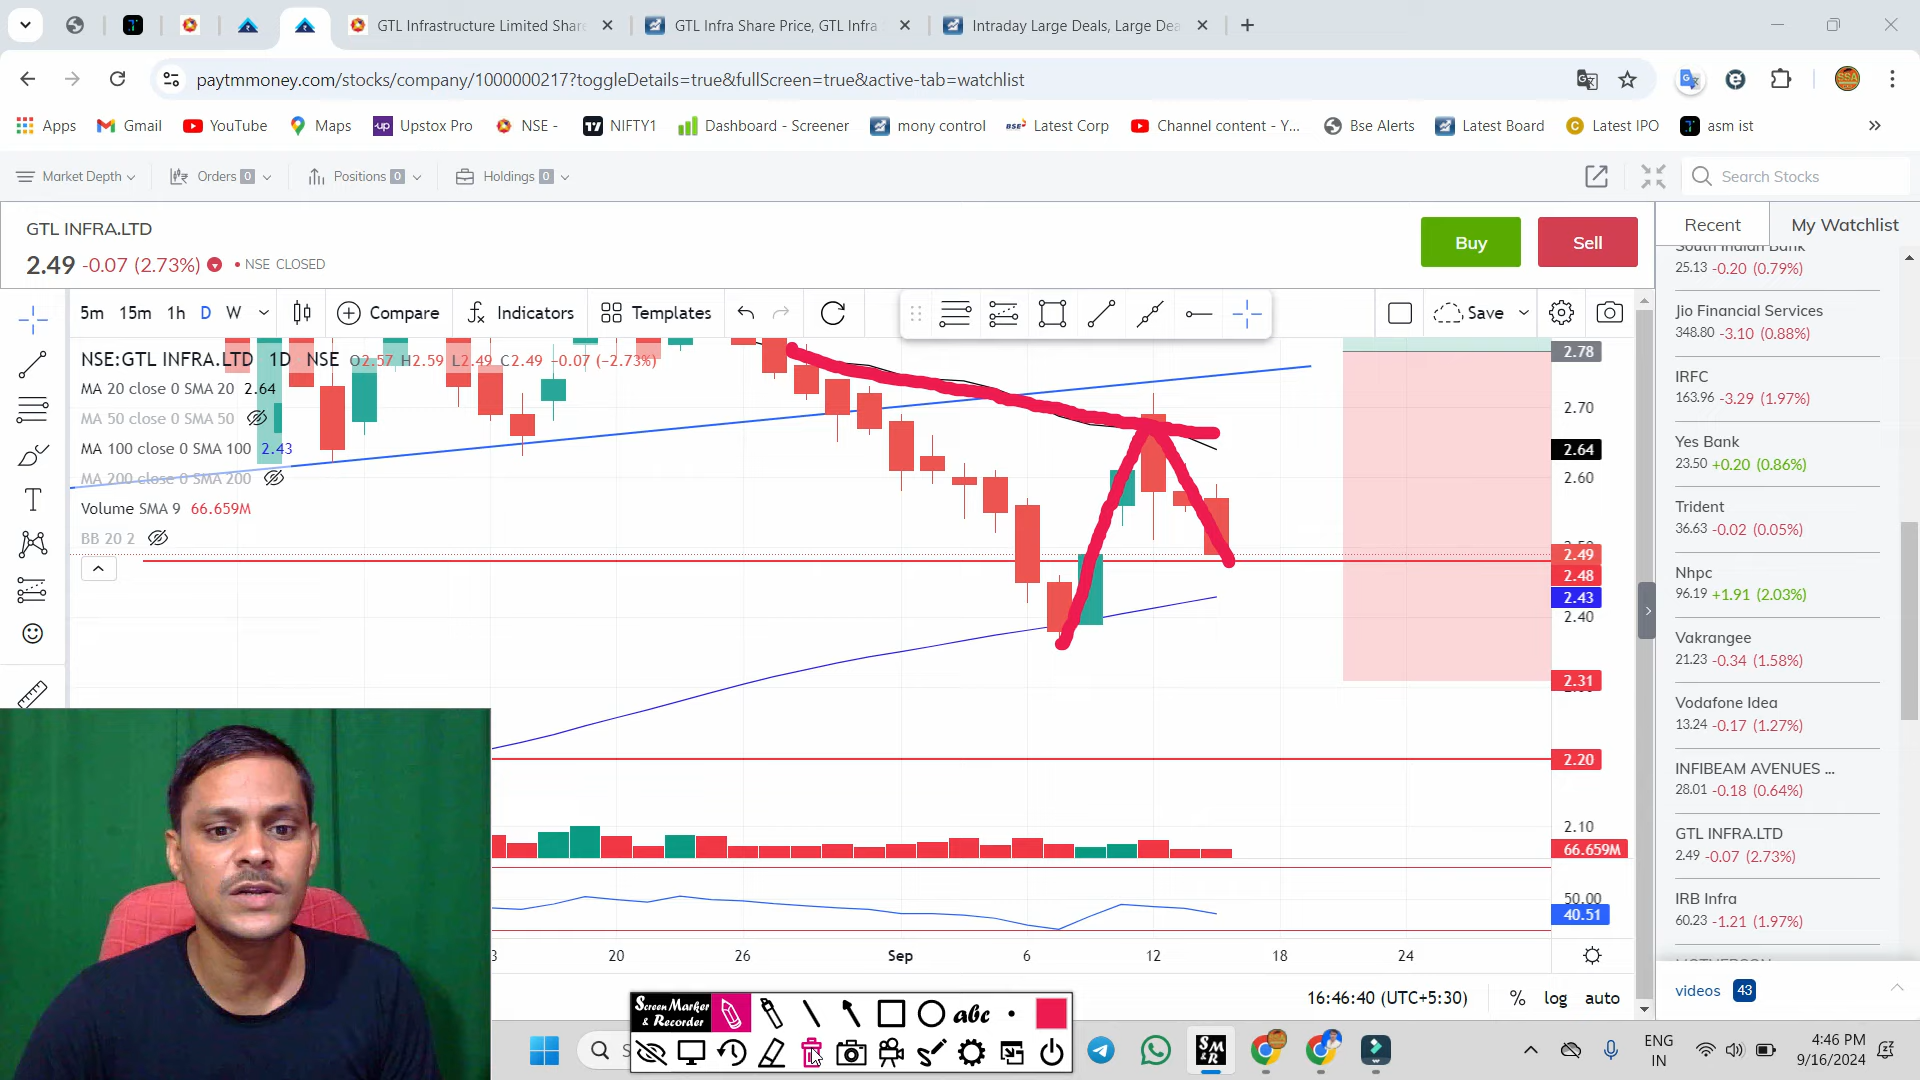 GTL Infrastructure Limited Share
GTL Infra Share Price, GTL Infra
Intraday Large Deals, Large Dea
paytmmoney.com/stocks/company/1000000217?toggleDetails=true&fullScreen=true&active-tab=watchlist
Apps
Gmail
YouTube
Maps
up Upstox Pro
NSE -
NIFTY1
Dashboard - Screener
mony control
BSE Latest Corp
Channel content - Y...
Bse Alerts
Latest Board
Latest IPO
asm ist
Market Depth
Orders 0
Positions 0
Holdings 0
Search Stocks
GTL INFRA.LTD
2.49 -0.07 (2.73%) • NSE CLOSED
Buy
Sell
Recent
My Watchlist
5m 15m 1h D W
Compare
Indicators
Templates
Save
NSE:GTL INFRA.LTD 1D NSE O2.57 H2.59 L2.49 C2.49 -0.07 (-2.73%)
MA 20 close 0 SMA 20 2.64
MA 50 close 0 SMA 50
MA 100 close 0 SMA 100 2.43
MA 200 close 0 SMA 200
Volume SMA 9 66.659M
BB 20 2
2.78
2.70
2.64
2.60
2.49
2.48
2.43
2.40
2.31
2.20
2.10
66.659M
50.00
40.51
20 26 Sep 6 12 18 24
16:46:40 (UTC+5:30) % log auto
South Indian Bank
25.13 -0.20 (0.79%)
Jio Financial Services
348.80 -3.10 (0.88%)
IRFC
163.96 -3.29 (1.97%)
Yes Bank
23.50 +0.20 (0.86%)
Trident
36.63 -0.02 (0.05%)
Nhpc
96.19 +1.91 (2.03%)
Vakrangee
21.23 -0.34 (1.58%)
Vodafone Idea
13.24 -0.17 (1.27%)
INFIBEAM AVENUES ...
28.01 -0.18 (0.64%)
GTL INFRA.LTD
2.49 -0.07 (2.73%)
IRB Infra
60.23 -1.21 (1.97%)
videos 43
Screen Marker
& Recorder
abc
SM
&R
ENG
IN
4:46 PM
9/16/2024